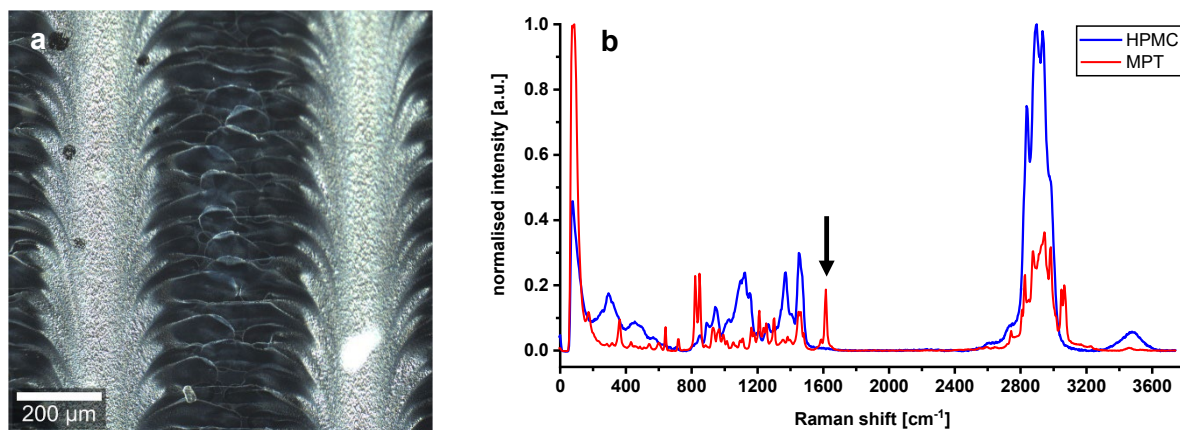 a
200 µm
b
HPMC
MPT
normalised intensity [a.u.]
1.0
0.8
0.6
0.4
0.2
0.0
0 400 800 1200 1600 2000 2400 2800 3200 3600
Raman shift [cm⁻¹]